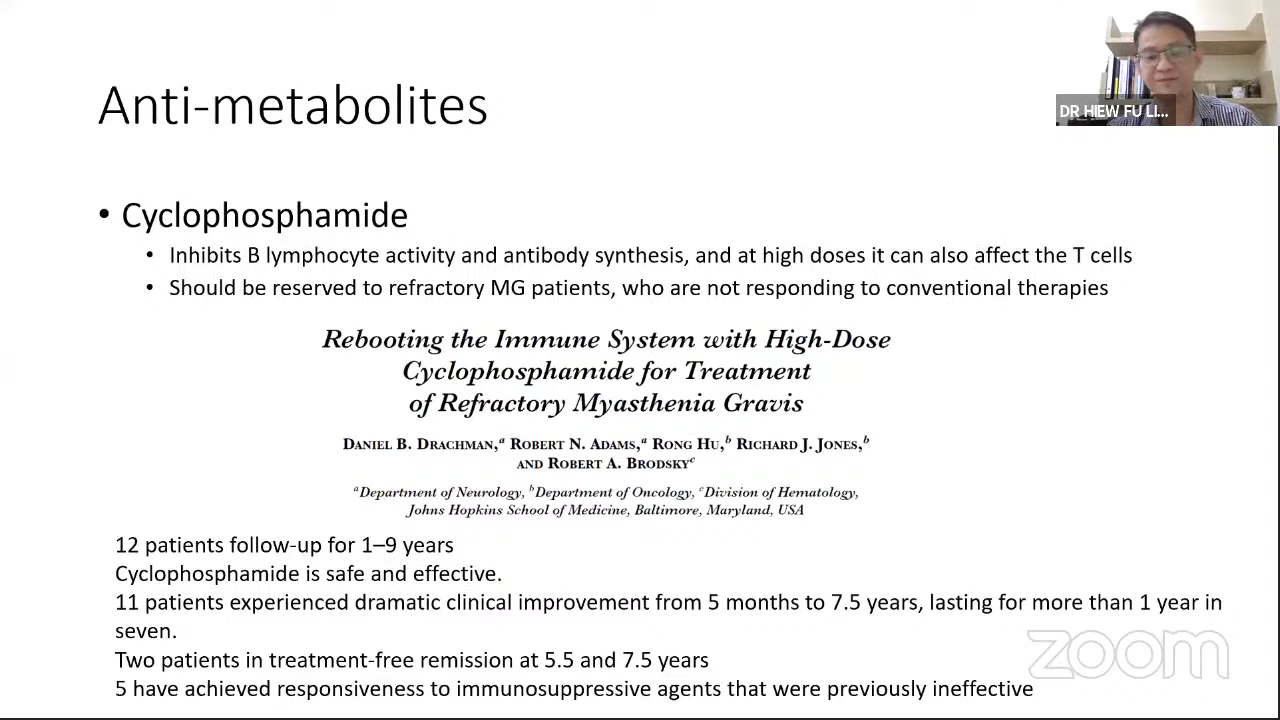 DR HIEW FU LI...
Anti-metabolites
• Cyclophosphamide
• Inhibits B lymphocyte activity and antibody synthesis, and at high doses it can also affect the T cells
• Should be reserved to refractory MG patients, who are not responding to conventional therapies
Rebooting the Immune System with High-Dose
Cyclophosphamide for Treatment
of Refractory Myasthenia Gravis
DANIEL B. DRACHMAN,ᵃ ROBERT N. ADAMS,ᵃ RONG HU,ᵇ RICHARD J. JONES,ᵇ
AND ROBERT A. BRODSKYᶜ
ᵃDepartment of Neurology, ᵇDepartment of Oncology, ᶜDivision of Hematology,
Johns Hopkins School of Medicine, Baltimore, Maryland, USA
12 patients follow-up for 1–9 years
Cyclophosphamide is safe and effective.
11 patients experienced dramatic clinical improvement from 5 months to 7.5 years, lasting for more than 1 year in
seven.
Two patients in treatment-free remission at 5.5 and 7.5 years
5 have achieved responsiveness to immunosuppressive agents that were previously ineffective
zoom